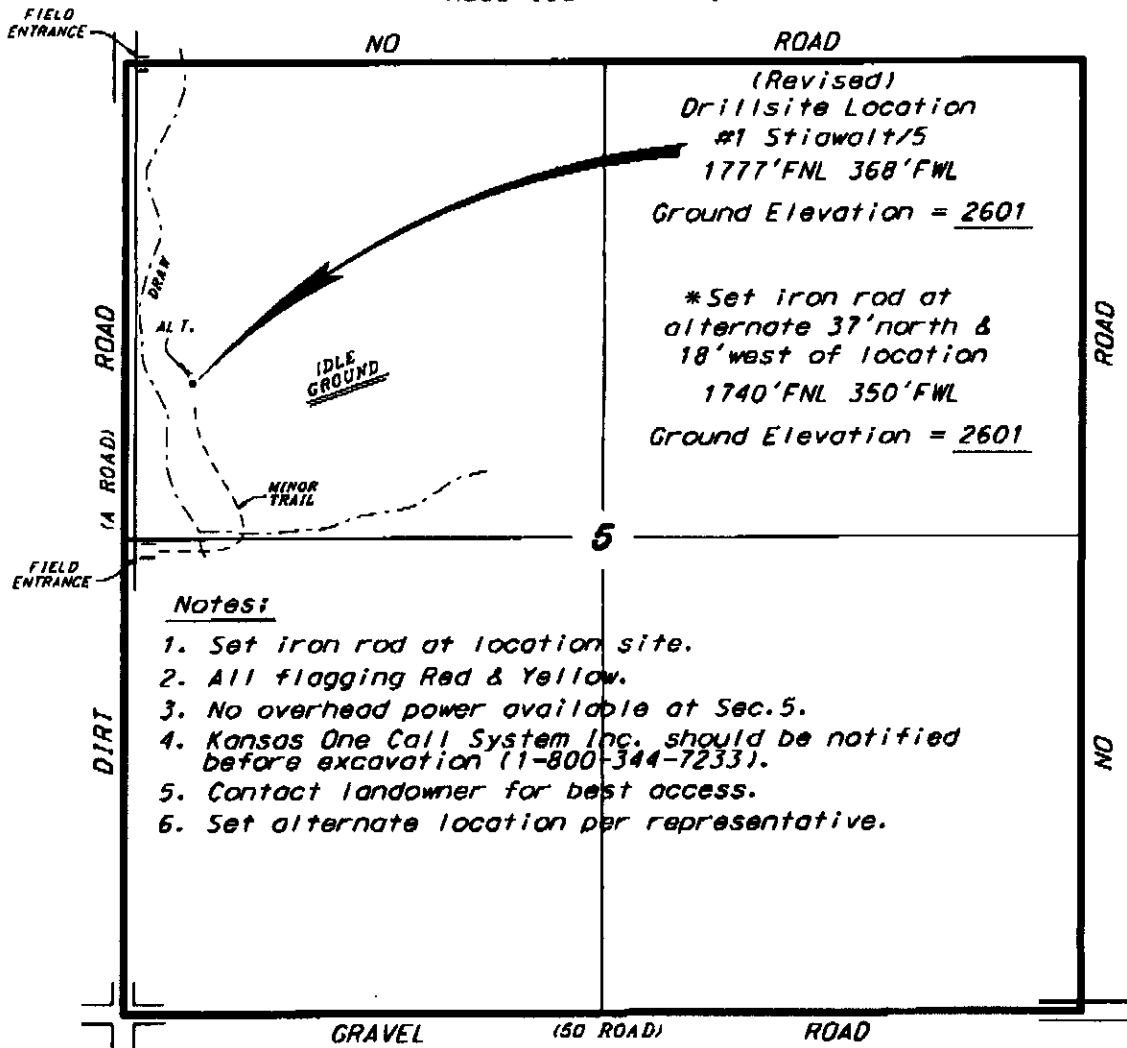 FIELD
ENTRANCE
NO ROAD
(Revised)
Drillsite Location
#1 Stiawalt/5
1777'FNL 368'FWL
Ground Elevation = 2601
*Set iron rod at
alternate 37'north &
18'west of location
1740'FNL 350'FWL
Ground Elevation = 2601
DRAW
ALT.
IDLE
GROUND
MINOR
TRAIL
DIRT (A ROAD) ROAD
NO ROAD
5
FIELD
ENTRANCE
Notes:
1. Set iron rod at location site.
2. All flagging Red & Yellow.
3. No overhead power available at Sec.5.
4. Kansas One Call System Inc. should be notified
before excavation (1-800-344-7233).
5. Contact landowner for best access.
6. Set alternate location per representative.
GRAVEL (50 ROAD) ROAD